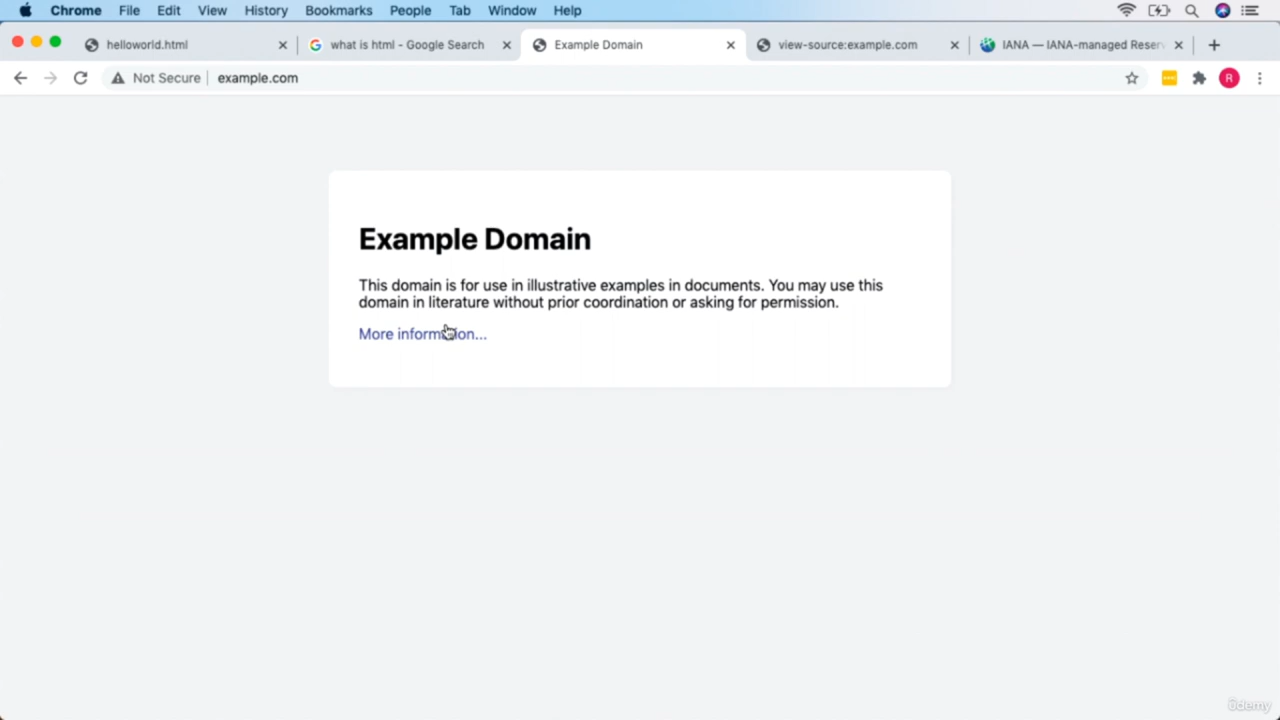 Chrome File Edit View History Bookmarks People Tab Window Help
helloworld.html
what is html - Google Search
Example Domain
view-source:example.com
IANA — IANA-managed Reser
Not Secure
example.com
R
Example Domain
This domain is for use in illustrative examples in documents. You may use this
domain in literature without prior coordination or asking for permission.
More information...
ûdemy